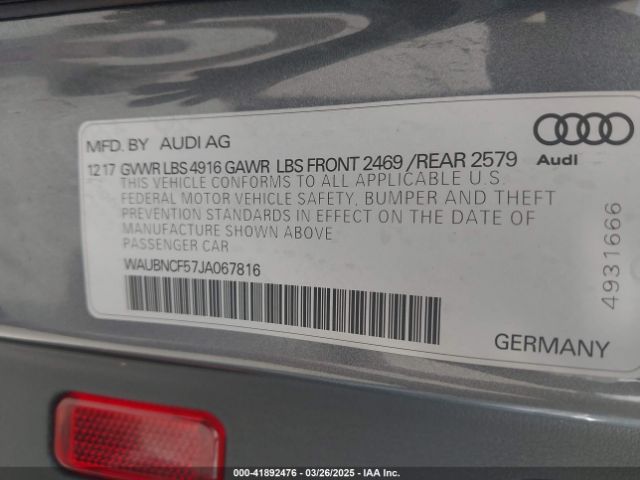 MFD. BY AUDI AG
12 17 GVWR LBS 4916 GAWR LBS FRONT 2469 /REAR 2579
THIS VEHICLE CONFORMS TO ALL APPLICABLE U.S.
FEDERAL MOTOR VEHICLE SAFETY, BUMPER AND THEFT
PREVENTION STANDARDS IN EFFECT ON THE DATE OF
MANUFACTURE SHOWN ABOVE
PASSENGER CAR
WAUBNCF57JA067816
Audi
4931666
GERMANY
000-41892476 - 03/26/2025 - IAAI.COM